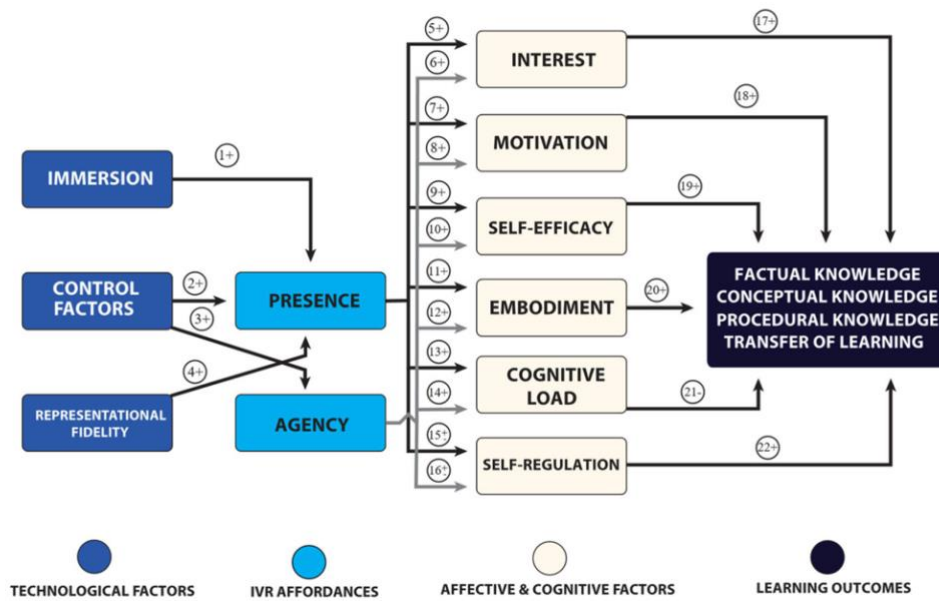 IMMERSION
CONTROL
FACTORS
REPRESENTATIONAL
FIDELITY
1+
2+
3+
4+
PRESENCE
AGENCY
5+
6+
7+
8+
9+
10+
11+
12+
13+
14+
15±
16±
INTEREST
MOTIVATION
SELF-EFFICACY
EMBODIMENT
COGNITIVE
LOAD
SELF-REGULATION
17+
18+
19+
20+
21-
22+
FACTUAL KNOWLEDGE
CONCEPTUAL KNOWLEDGE
PROCEDURAL KNOWLEDGE
TRANSFER OF LEARNING
TECHNOLOGICAL FACTORS
IVR AFFORDANCES
AFFECTIVE & COGNITIVE FACTORS
LEARNING OUTCOMES